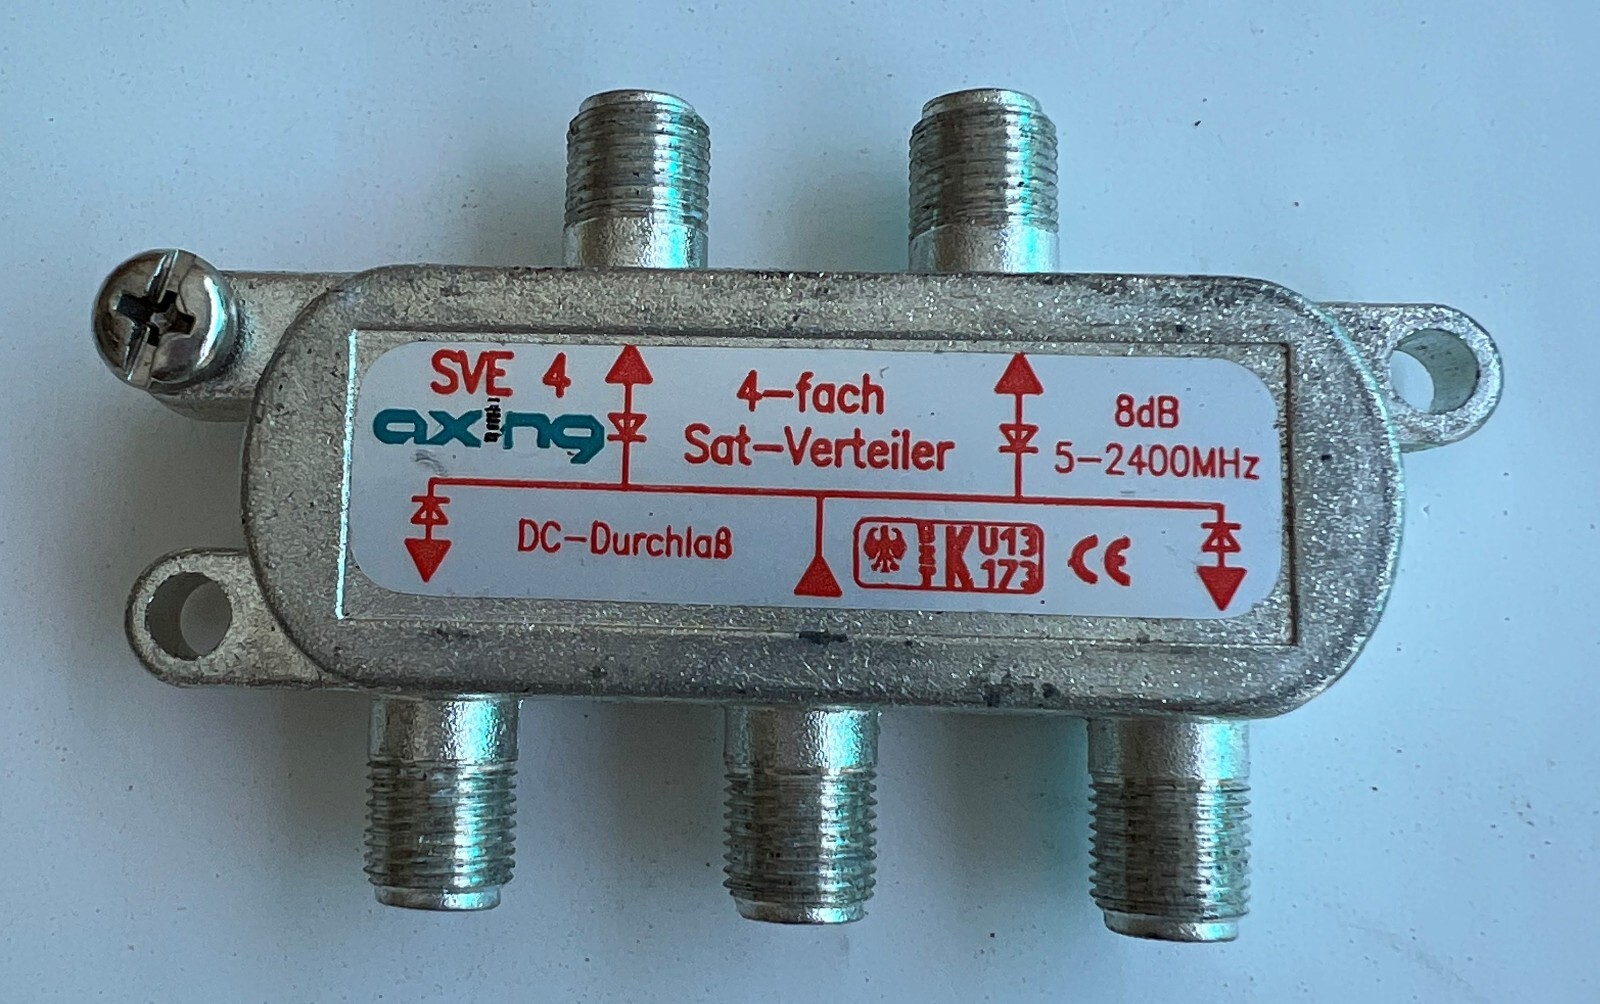 SVE 4
axing
4-fach
Sat-Verteiler
8dB
5-2400MHz
DC-Durchlaß
K U13
173
CE